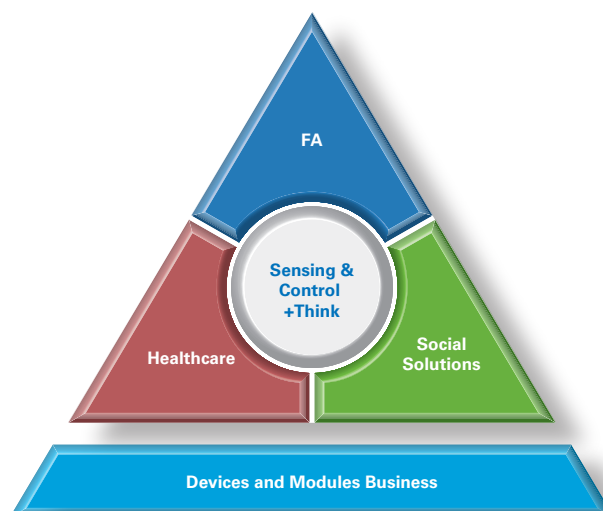 FA
Sensing &
Control
+Think
Healthcare
Social
Solutions
Devices and Modules Business